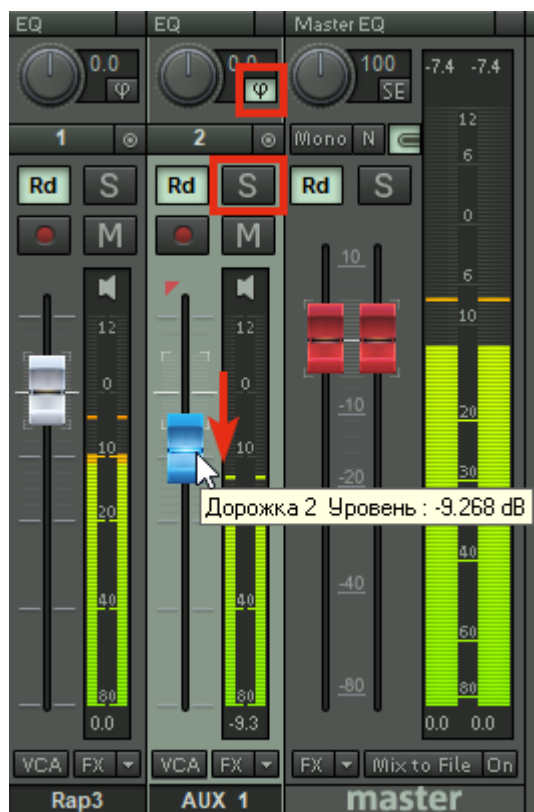 EQ EQ Master EQ
0.0 0.0 100 -7.4 -7.4
φ φ SE
1 2 Mono N
Rd S Rd S Rd S
M M
12 12 10 12
6
0 0 0
6
10 10 -10 10
20 20 -20 20
30
40 40 -40 40
60
80 80 -80 80
Дорожка 2 Уровень : -9.268 dB
0.0 -9.3 0.0 0.0
VCA FX VCA FX FX Mix to File On
Rap3 AUX 1 master